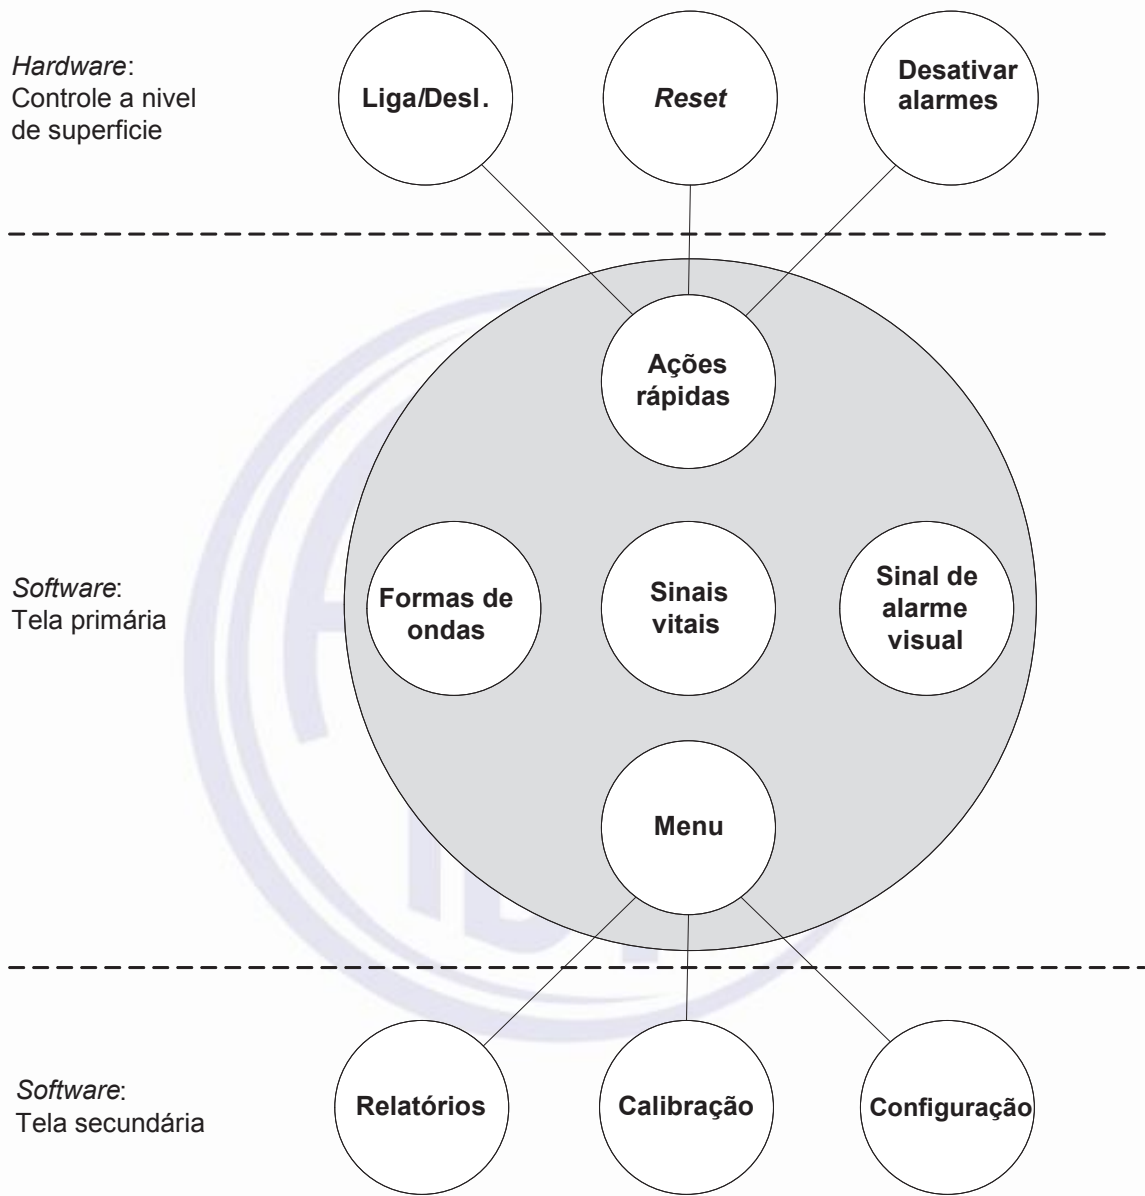 Hardware:
Controle a nivel
de superficie
Liga/Desl.
Reset
Desativar
alarmes
Ações
rápidas
Software:
Tela primária
Formas de
ondas
Sinais
vitais
Sinal de
alarme
visual
Menu
Software:
Tela secundária
Relatórios
Calibração
Configuração